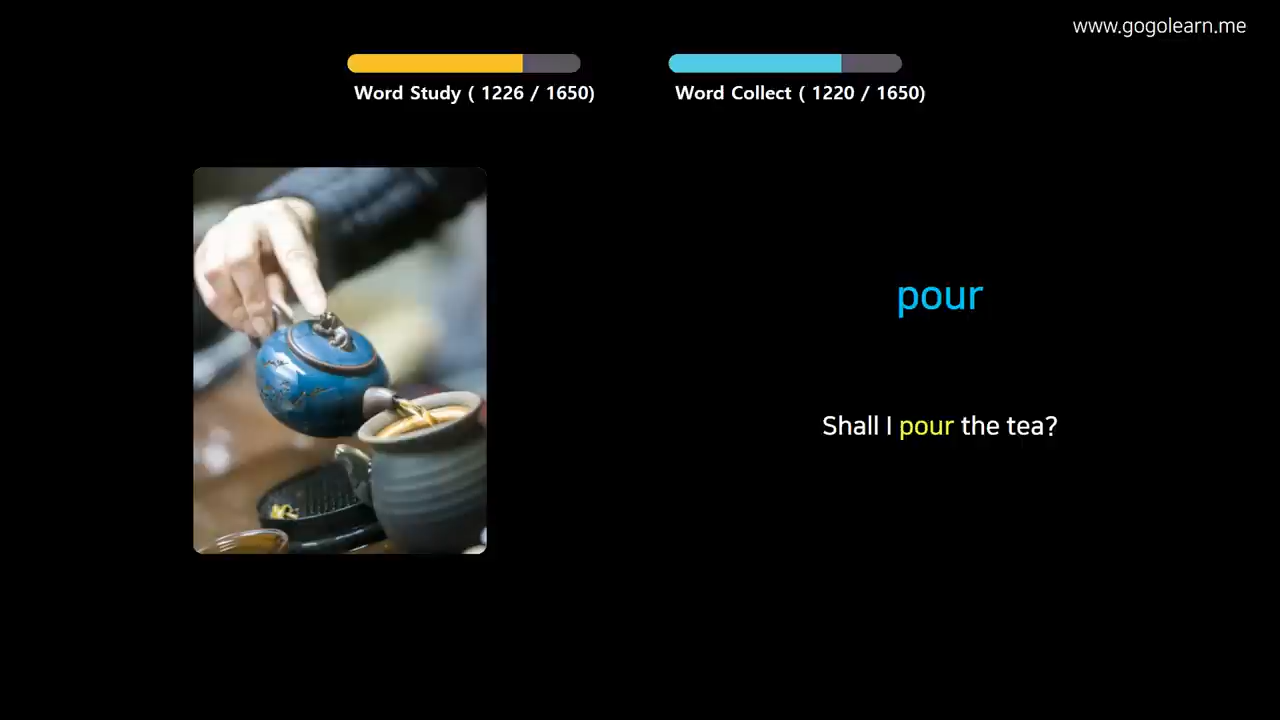 www.gogolearn.me
Word Study ( 1226 / 1650)
Word Collect ( 1220 / 1650)
pour
Shall I pour the tea?